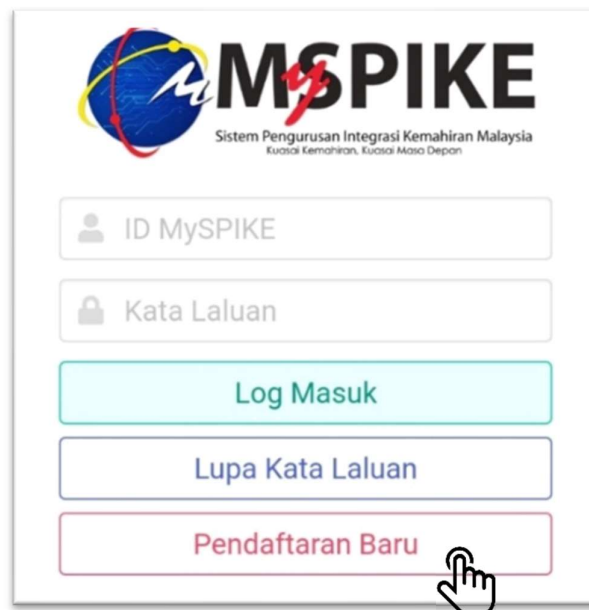 MySPIKE
Sistem Pengurusan Integrasi Kemahiran Malaysia
Kuasai Kemahiran, Kuasai Masa Depan
ID MySPIKE
Kata Laluan
Log Masuk
Lupa Kata Laluan
Pendaftaran Baru